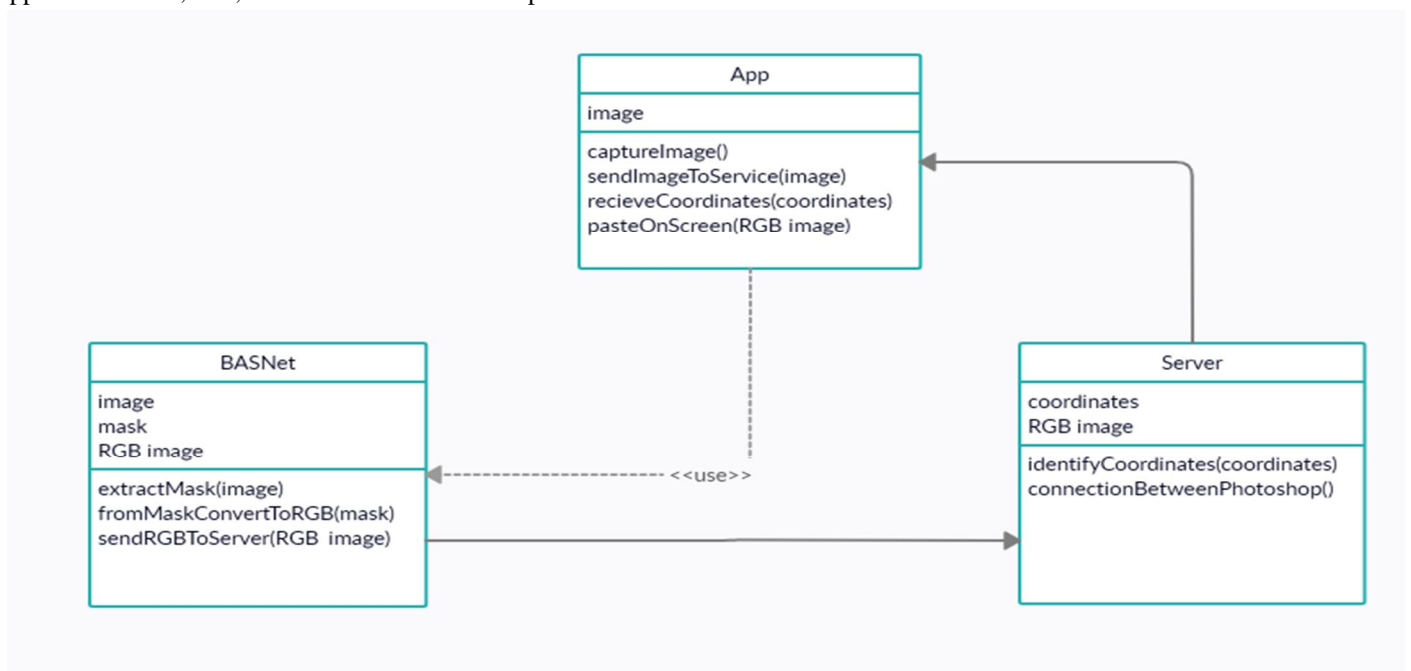 App
image
captureImage()
sendImageToService(image)
recieveCoordinates(coordinates)
pasteOnScreen(RGB image)
BASNet
image
mask
RGB image
extractMask(image)
fromMaskConvertToRGB(mask)
sendRGBToServer(RGB image)
<<use>>
Server
coordinates
RGB image
identifyCoordinates(coordinates)
connectionBetweenPhotoshop()